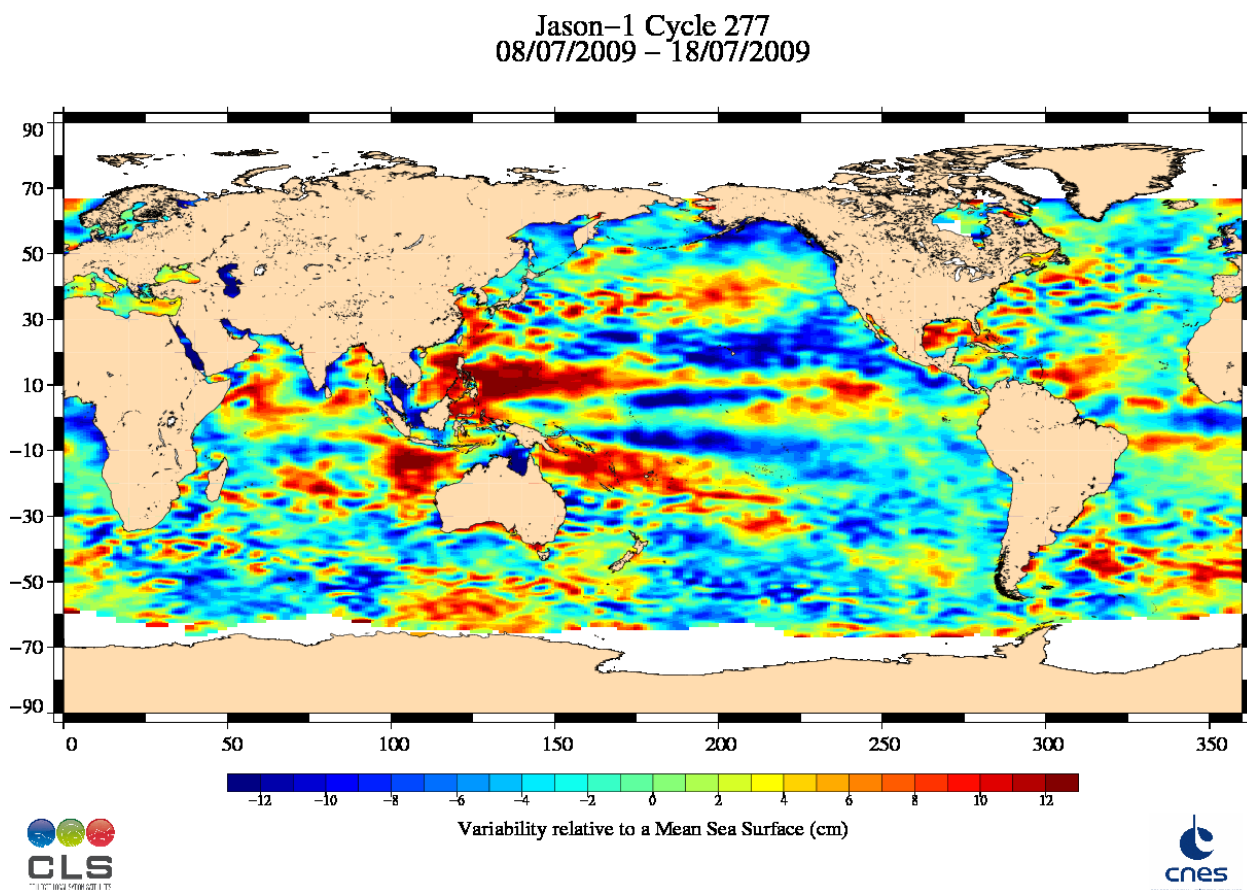 Jason−1 Cycle 277
08/07/2009 − 18/07/2009
90
70
50
30
10
−10
−30
−50
−70
−90
0 50 100 150 200 250 300 350
−12 −10 −8 −6 −4 −2 0 2 4 6 8 10 12
Variability relative to a Mean Sea Surface (cm)
CLS
cnes